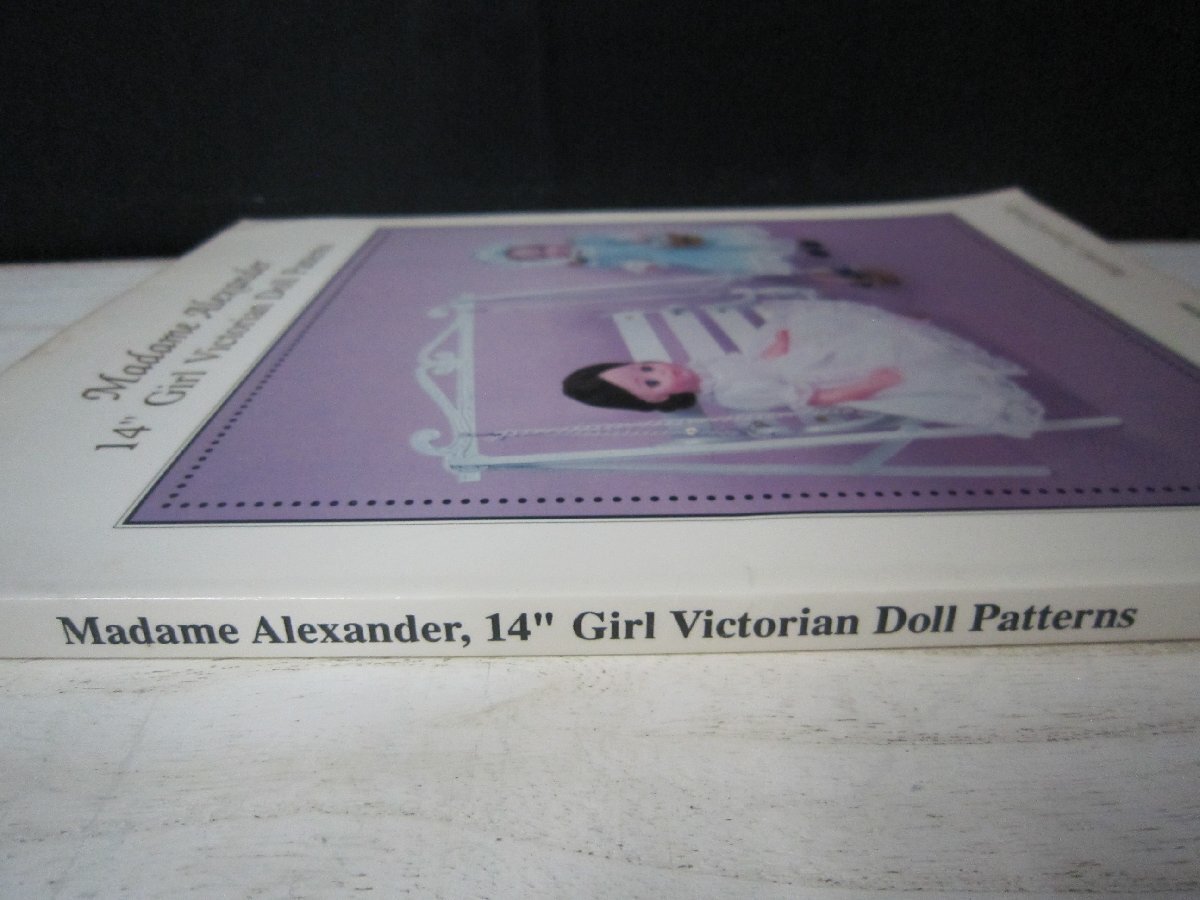 Madame Alexander
14" Girl Victorian Doll Patterns
Madame Alexander, 14" Girl Victorian Doll Patterns